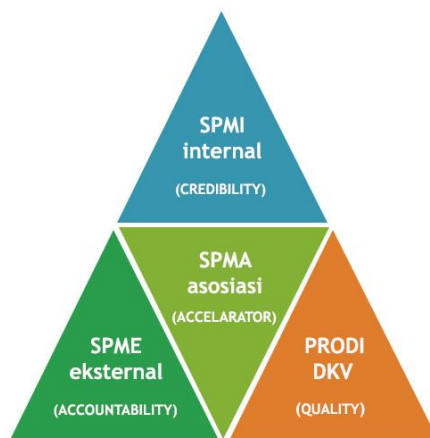 SPMI
internal
(CREDIBILITY)
SPMA
asosiasi
(ACCELARATOR)
SPME
eksternal
(ACCOUNTABILITY)
PRODI
DKV
(QUALITY)